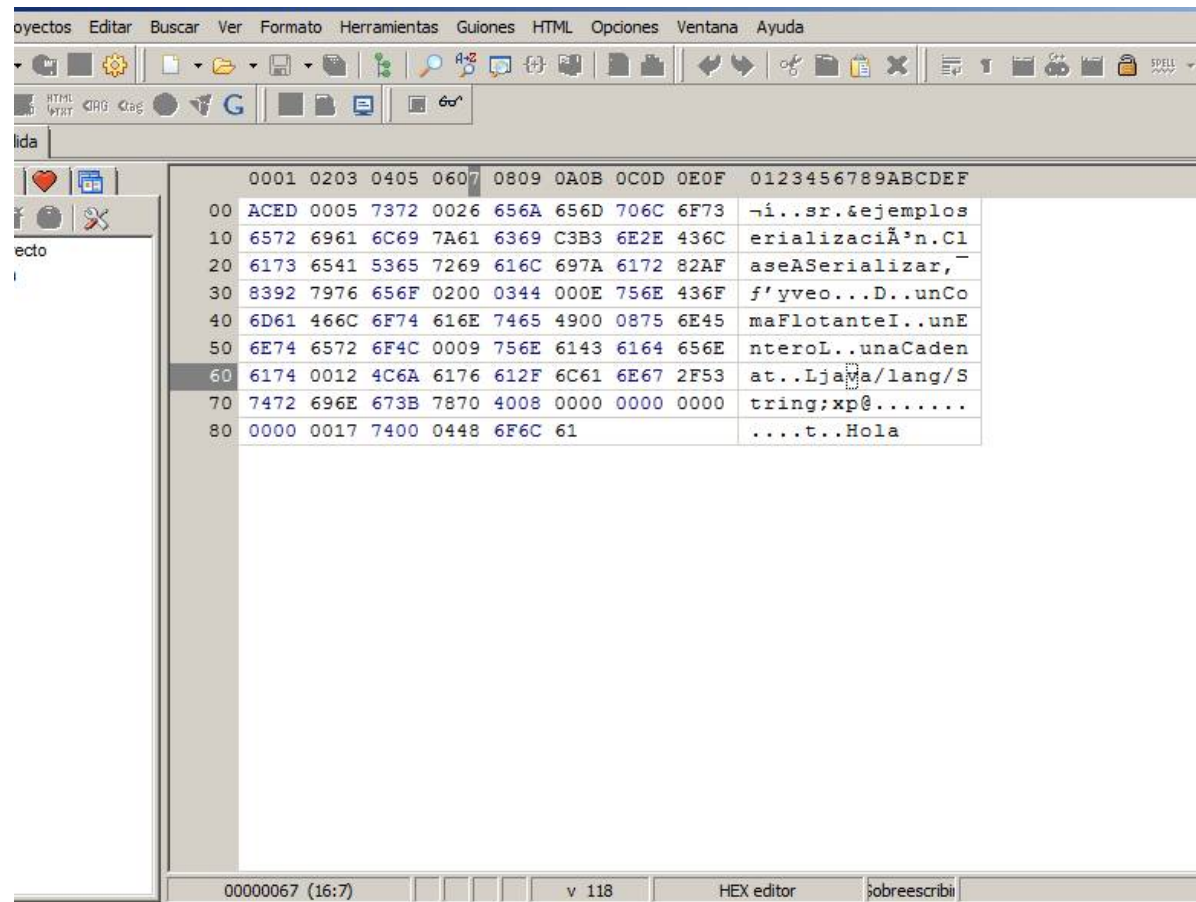 oyectos Editar Buscar Ver Formato Herramientas Guiones HTML Opciones Ventana Ayuda
SPELL
HTML TXT G
lida
0001 0203 0405 0607 0809 0A0B 0C0D 0E0F 0123456789ABCDEF
00 ACED 0005 7372 0026 656A 656D 706C 6F73 ¬í..sr.&ejemplos
ecto 10 6572 6961 6C69 7A61 6369 C3B3 6E2E 436C erializaciÃ³n.Cl
20 6173 6541 5365 7269 616C 697A 6172 82AF aseASerializar‚¯
30 8392 7976 656F 0200 0344 000E 756E 436F ƒ’yveo...D..unCo
40 6D61 466C 6F74 616E 7465 4900 0875 6E45 maFlotanteI..unE
50 6E74 6572 6F4C 0009 756E 6143 6164 656E nteroL..unaCaden
60 6174 0012 4C6A 6176 612F 6C61 6E67 2F53 at..Ljava/lang/S
70 7472 696E 673B 7870 4008 0000 0000 0000 tring;xp@.......
80 0000 0017 7400 0448 6F6C 61 ....t..Hola
00000067 (16:7) v 118 HEX editor Sobreescribi